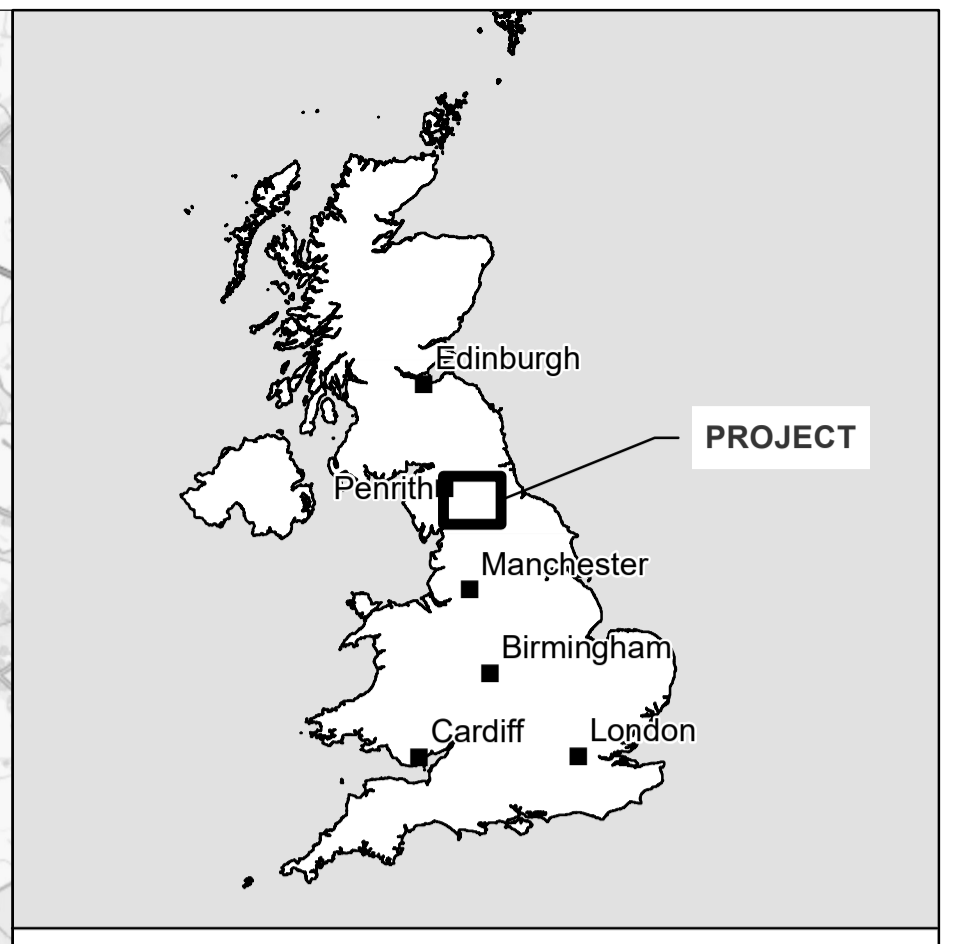 Edinburgh
PROJECT
Penrith
Manchester
Birmingham
Cardiff
London